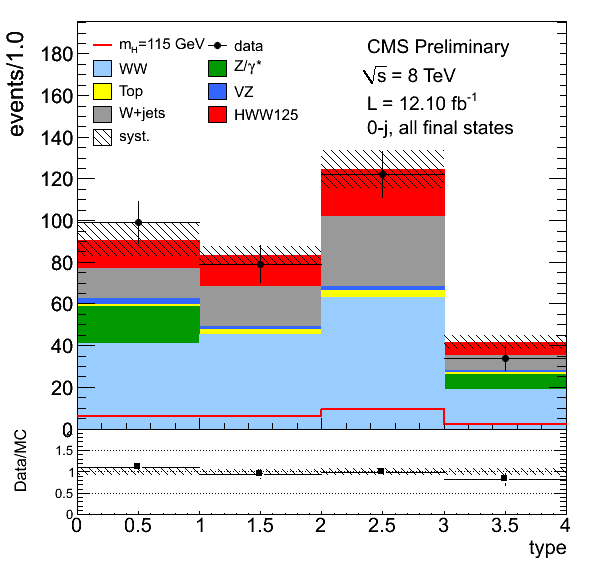 events/1.0
180
160
140
120
100
80
60
40
20
0
m_H=115 GeV
data
WW
Z/γ*
Top
VZ
W+jets
HWW125
syst.
CMS Preliminary
√s = 8 TeV
L = 12.10 fb⁻¹
0-j, all final states
Data/MC
2
1.5
1
0.5
0
0 0.5 1 1.5 2 2.5 3 3.5 4
type